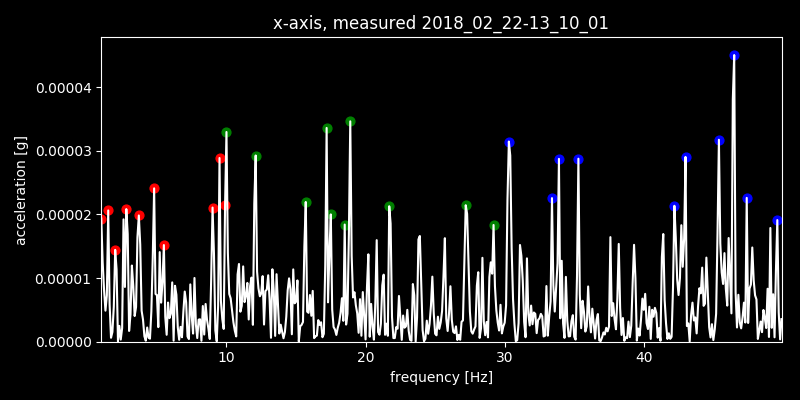 x-axis, measured 2018_02_22-13_10_01
0.00004
0.00003
0.00002
0.00001
0.00000
acceleration [g]
10 20 30 40
frequency [Hz]